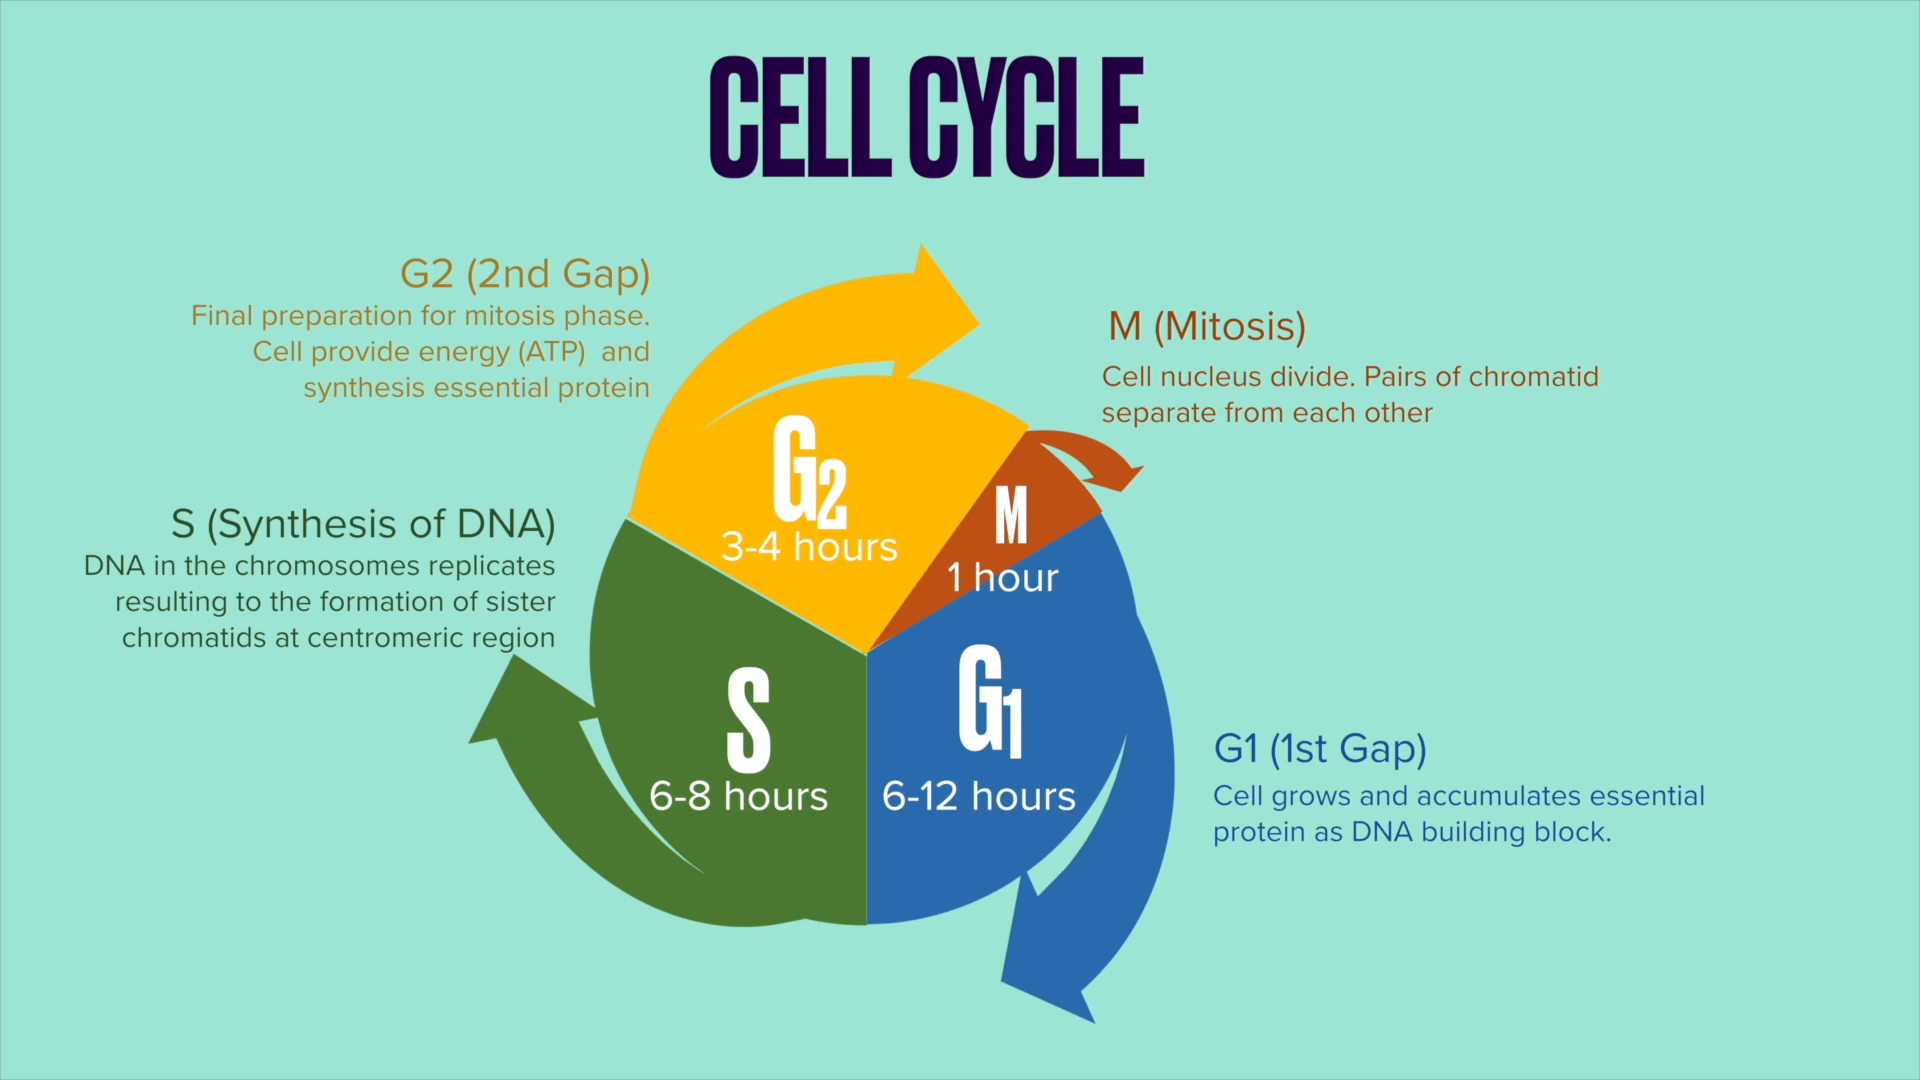 CELL CYCLE
G2 (2nd Gap)
Final preparation for mitosis phase.
Cell provide energy (ATP) and
synthesis essential protein
M (Mitosis)
Cell nucleus divide. Pairs of chromatid
separate from each other
S (Synthesis of DNA)
DNA in the chromosomes replicates
resulting to the formation of sister
chromatids at centromeric region
G2
3-4 hours
M
1 hour
S
6-8 hours
G1
6-12 hours
G1 (1st Gap)
Cell grows and accumulates essential
protein as DNA building block.